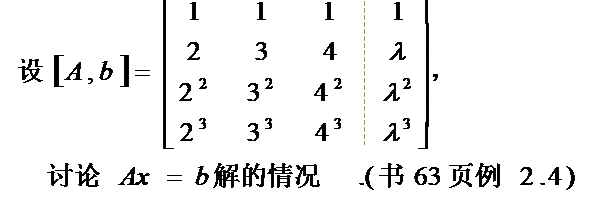 1 1 1 1
2 3 4 λ
设 [A,b]= 2² 3² 4² λ² ,
2³ 3³ 4³ λ³
讨论 Ax = b解的情况 .(书 63 页例 2.4)